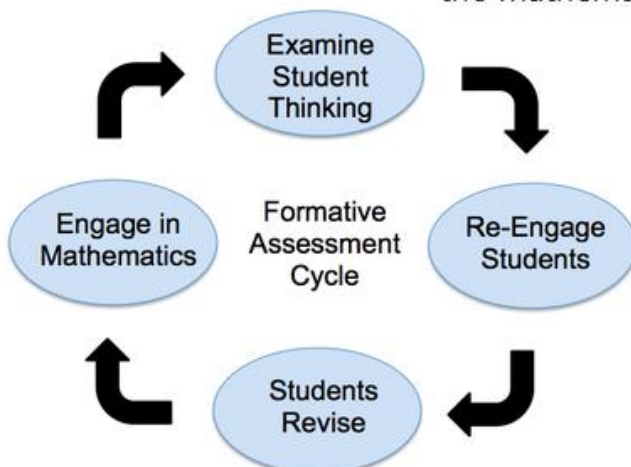 Examine
Student
Thinking
Engage in
Mathematics
Formative
Assessment
Cycle
Re-Engage
Students
Students
Revise